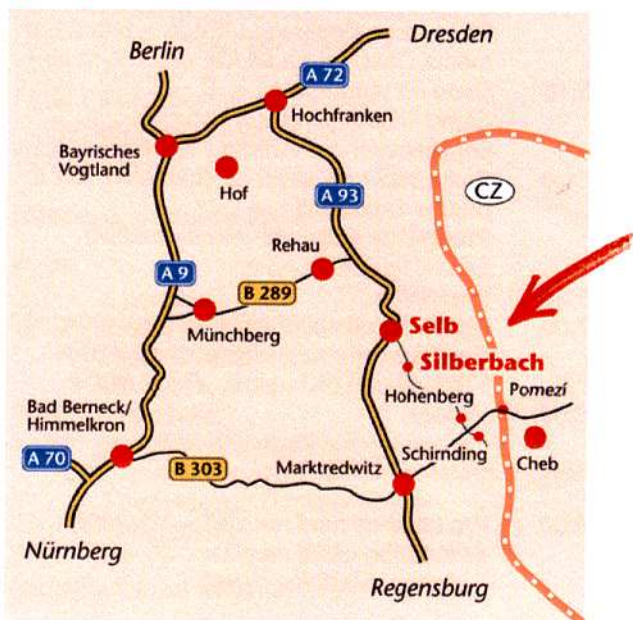 Berlin
Dresden
A 72
Hochfranken
Bayrisches
Vogtland
Hof
CZ
A 93
Rehau
A 9
B 289
Münchberg
Selb
Silberbach
Hohenberg
Pomezí
Bad Berneck/
Himmelkron
A 70
B 303
Marktredwitz
Schirnding
Cheb
Nürnberg
Regensburg